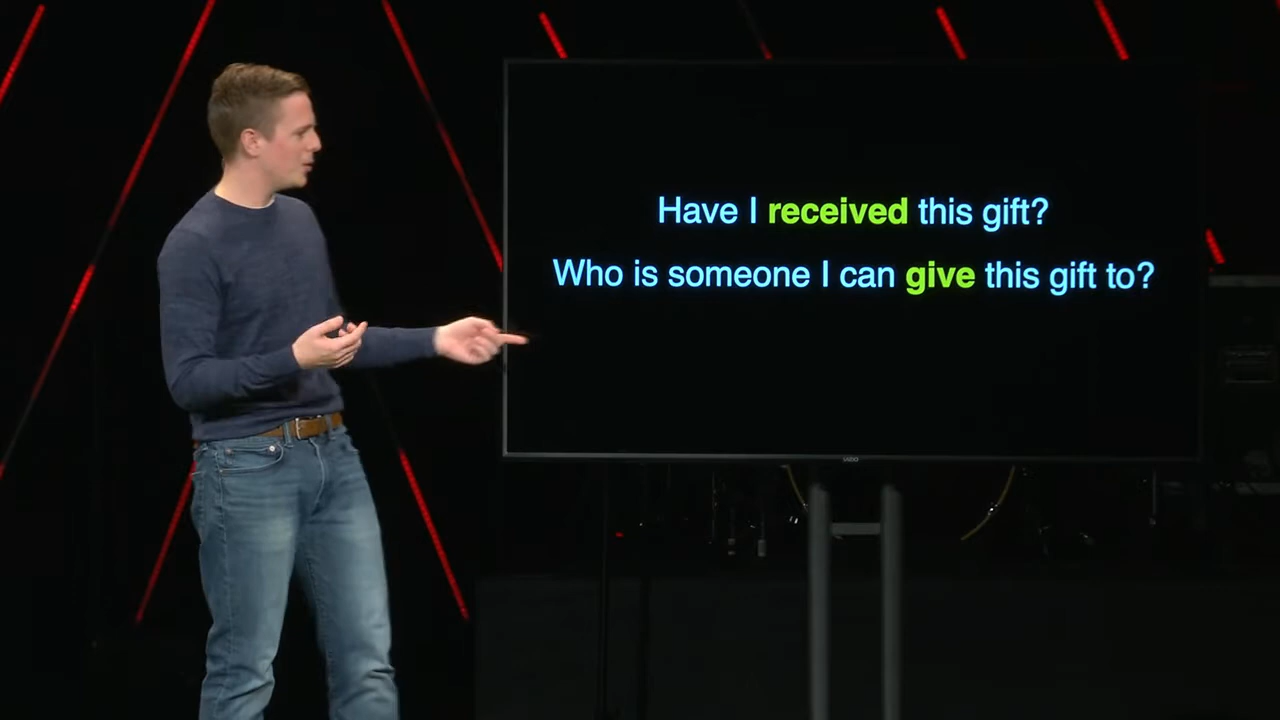 Have I received this gift?
Who is someone I can give this gift to?